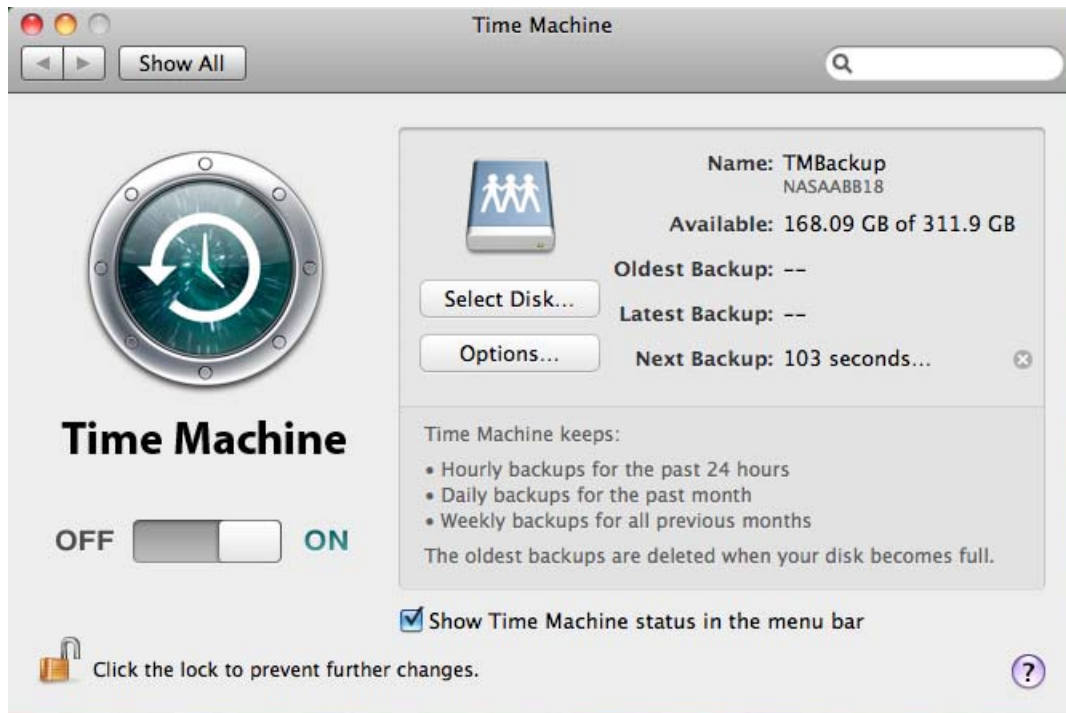 Time Machine
Show All
Name: TMBackup
NASAABB18
Available: 168.09 GB of 311.9 GB
Oldest Backup: --
Select Disk...
Latest Backup: --
Options...
Next Backup: 103 seconds...
Time Machine
Time Machine keeps:
• Hourly backups for the past 24 hours
• Daily backups for the past month
• Weekly backups for all previous months
The oldest backups are deleted when your disk becomes full.
OFF ON
Show Time Machine status in the menu bar
Click the lock to prevent further changes.
?